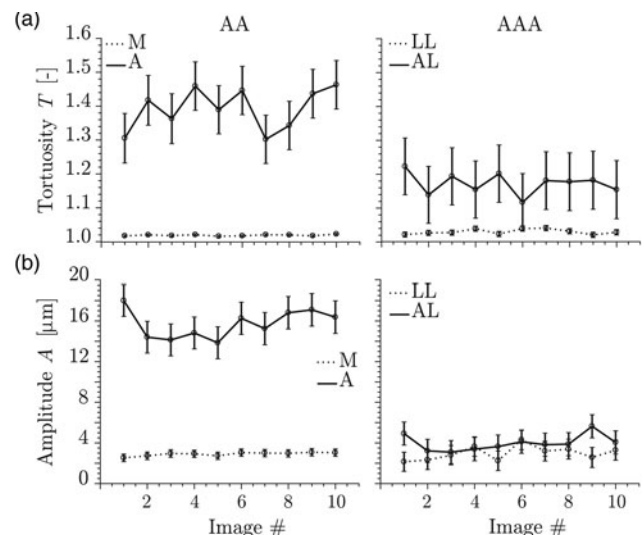 (a)
AA
AAA
M
A
LL
AL
Tortuosity T [-]
1.6
1.4
1.3
1.2
1.1
1.0
(b)
LL
AL
M
A
Amplitude A [μm]
20
16
12
8
4
0
2 4 6 8 10
2 4 6 8 10
Image #
Image #